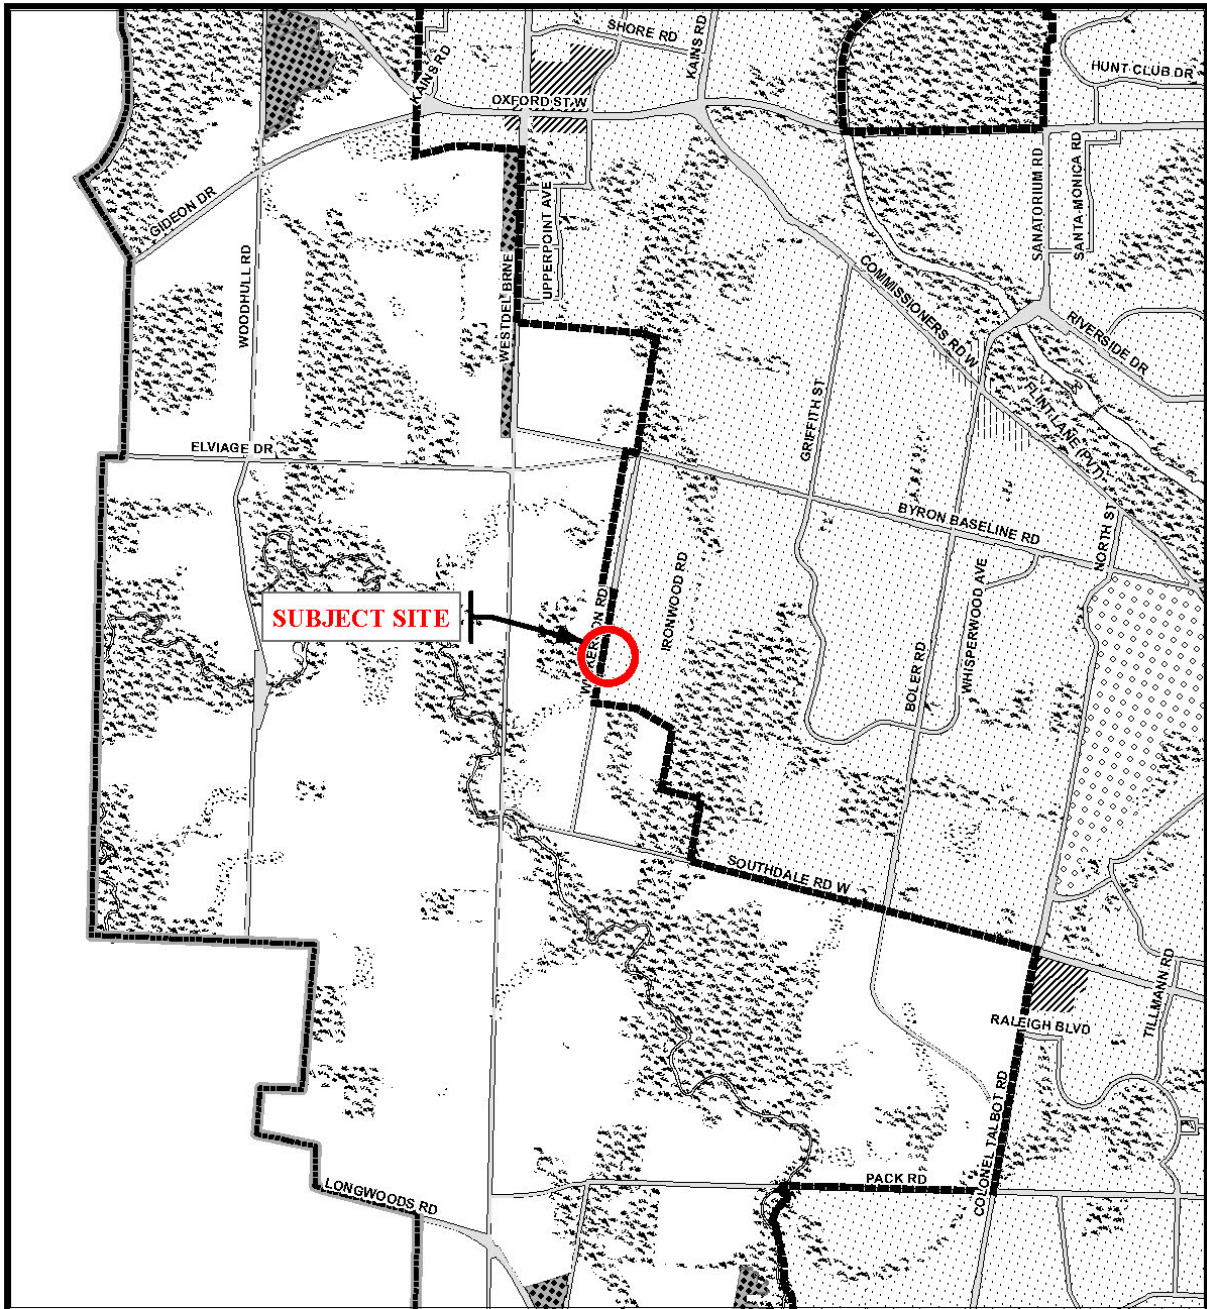 SHORE RD
KAINS RD
HUNT CLUB DR
OXFORD ST W
GIDEON DR
WOODHULL RD
WESTDEL BRNE
UPPERPOINT AVE
SANATORIUM RD
SANTA MONICA RD
COMMISSIONERS RD W
RIVERSIDE DR
GRIFFITH ST
FLINT LANE (PVT)
ELVIAGE DR
BYRON BASELINE RD
NORTH ST
IRONWOOD RD
WHISPERWOOD AVE
SUBJECT SITE
BOLER RD
SOUTHDALE RD W
TILLMANN RD
RALEIGH BLVD
COLONEL TALBOT RD
PACK RD
LONGWOODS RD